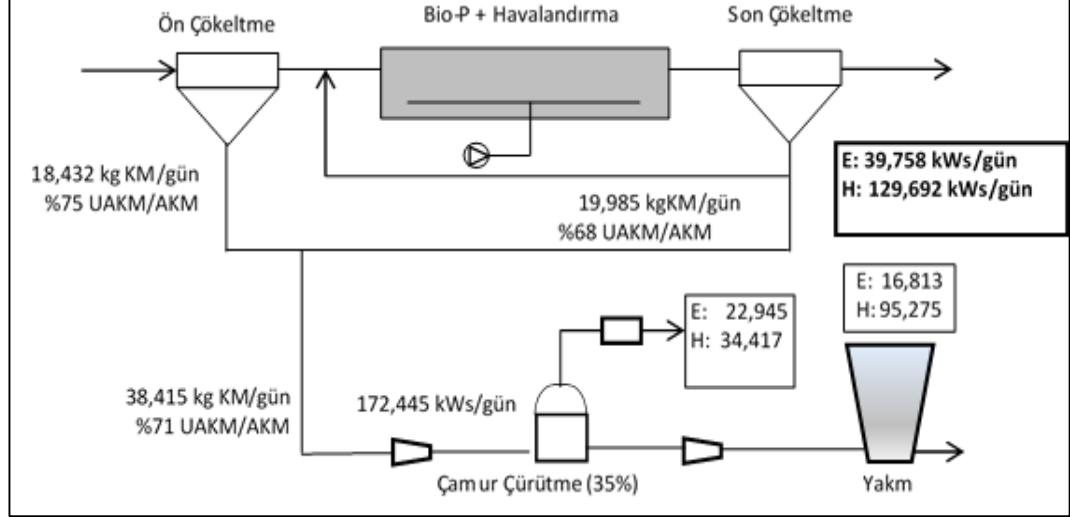 Ön Çökeltme
Bio-P + Havalandırma
Son Çökeltme
18,432 kg KM/gün
%75 UAKM/AKM
19,985 kgKM/gün
%68 UAKM/AKM
E: 39,758 kWs/gün
H: 129,692 kWs/gün
E: 16,813
H: 95,275
E: 22,945
H: 34,417
38,415 kg KM/gün
%71 UAKM/AKM
172,445 kWs/gün
Çamur Çürütme (35%)
Yakm